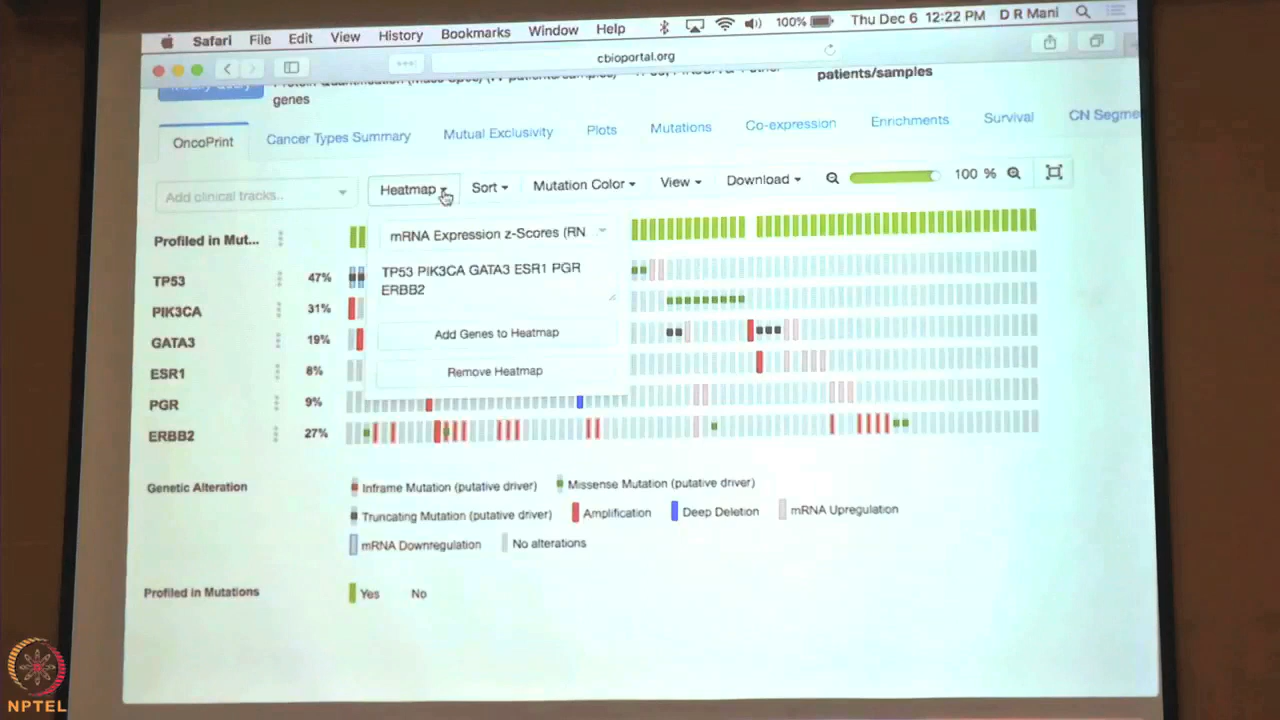 Safari File Edit View History Bookmarks Window Help 100% Thu Dec 6 12:22 PM D R Mani
cbioportal.org
patients/samples
genes
OncoPrint Cancer Types Summary Mutual Exclusivity Plots Mutations Co-expression Enrichments Survival CN Segme
Add clinical tracks.. Heatmap Sort Mutation Color View Download 100 %
Profiled in Mut... mRNA Expression z-Scores (RN
TP53 47% TP53 PIK3CA GATA3 ESR1 PGR
ERBB2
PIK3CA 31%
GATA3 19% Add Genes to Heatmap
ESR1 8% Remove Heatmap
PGR 9%
ERBB2 27%
Genetic Alteration Inframe Mutation (putative driver) Missense Mutation (putative driver)
Truncating Mutation (putative driver) Amplification Deep Deletion mRNA Upregulation
mRNA Downregulation No alterations
Profiled in Mutations Yes No
NPTEL